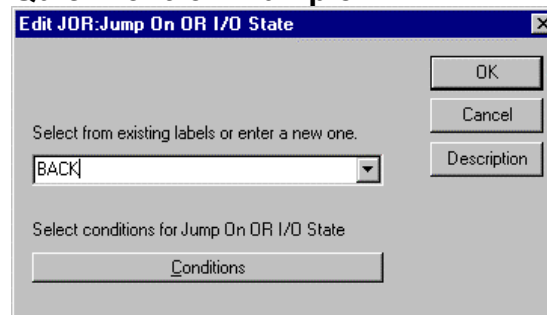 Edit JOR:Jump On OR I/O State
OK
Cancel
Description
Select from existing labels or enter a new one.
BACK
Select conditions for Jump On OR I/O State
Conditions